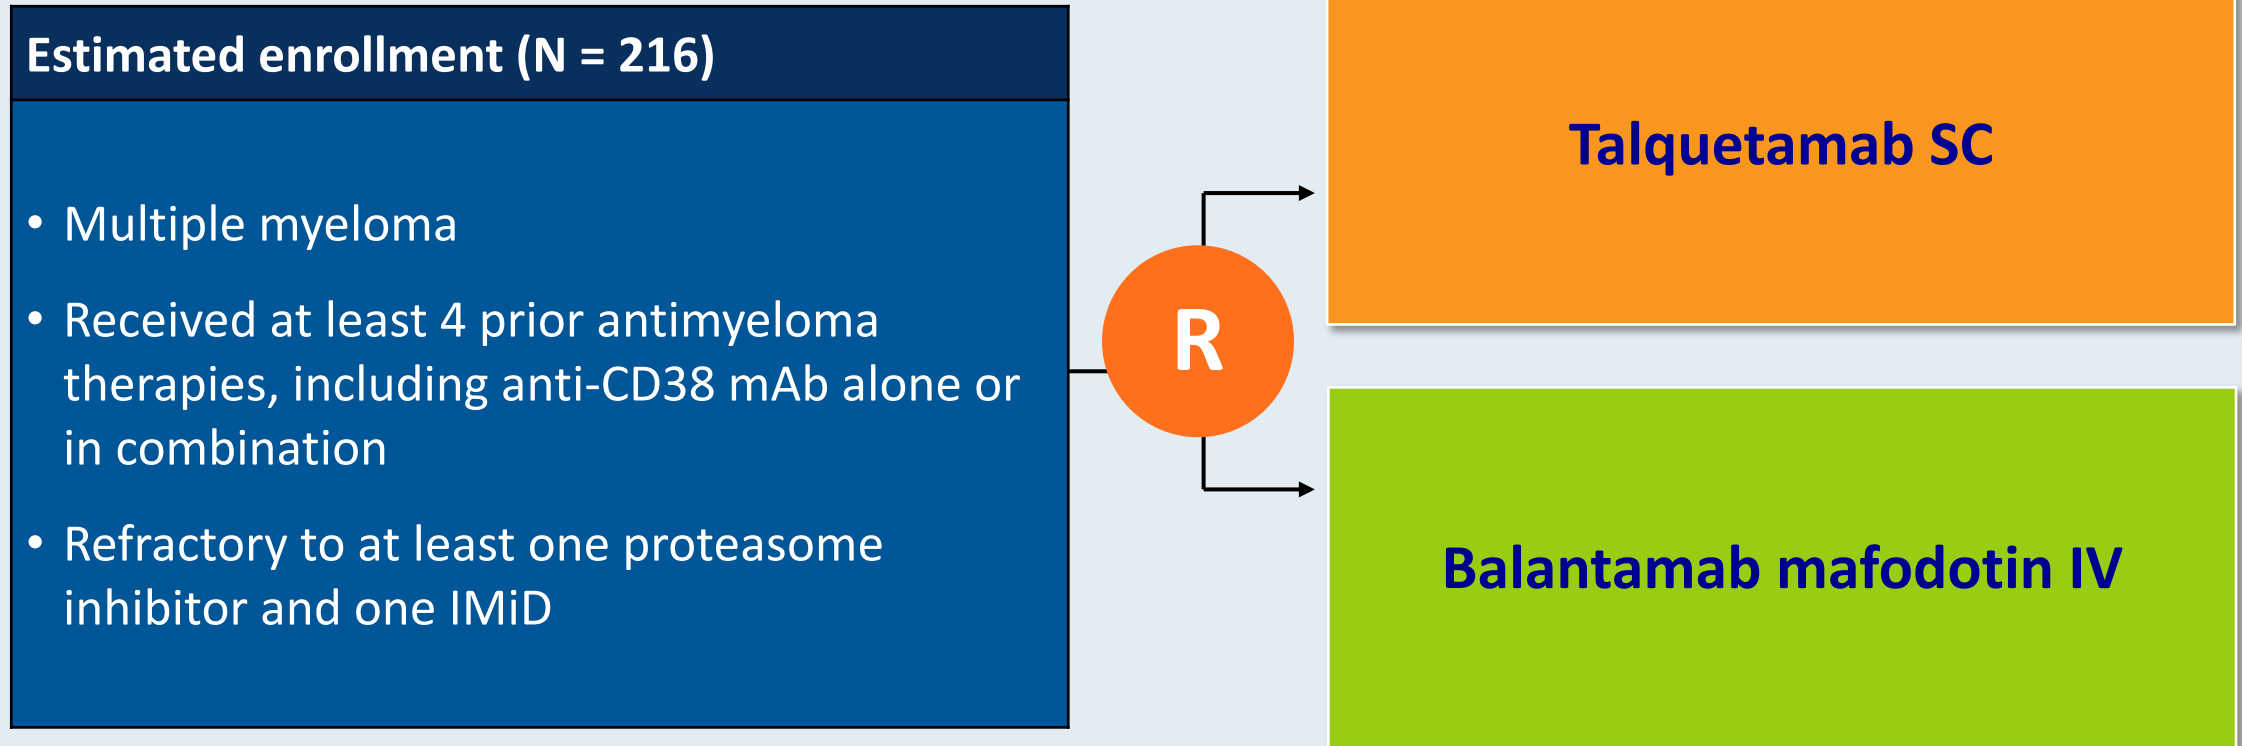 Estimated enrollment (N = 216)
• Multiple myeloma
• Received at least 4 prior antimyeloma
therapies, including anti-CD38 mAb alone or
in combination
• Refractory to at least one proteasome
inhibitor and one IMiD
R
Talquetamab SC
Balantamab mafodotin IV